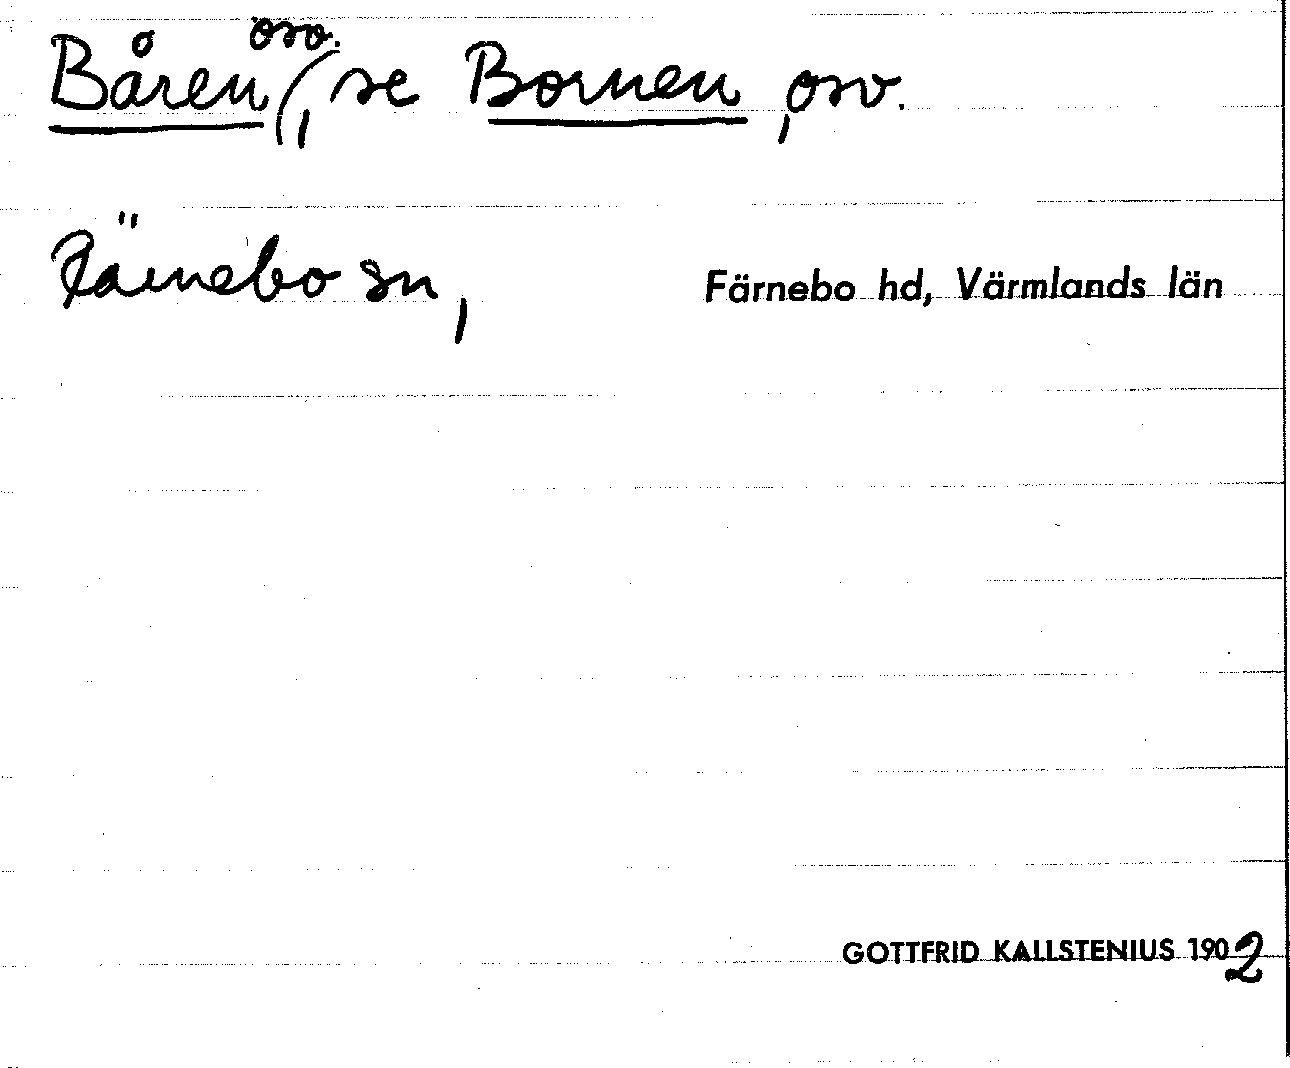 Båren osv., se Bornen, osv.
Färnebo sn, Färnebo hd, Värmlands län
GOTTFRID KALLSTENIUS 1902